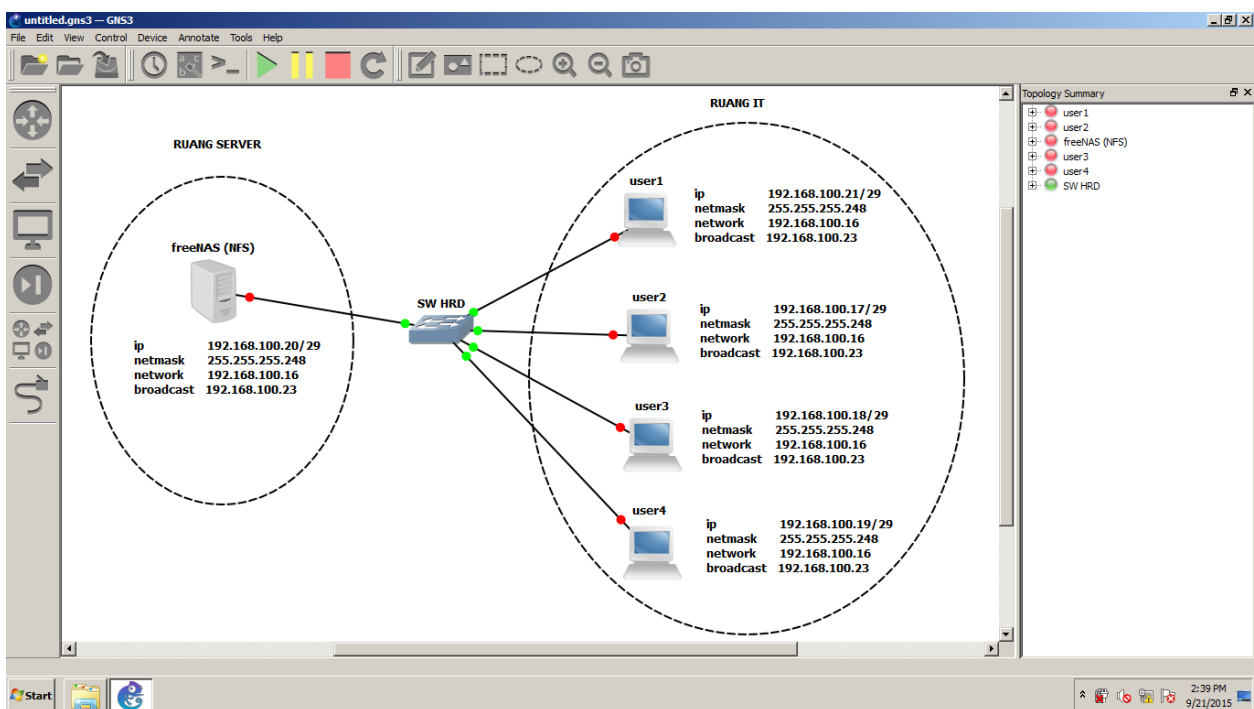 untitled.gns3 — GNS3
File Edit View Control Device Annotate Tools Help
Topology Summary
user1
user2
freeNAS (NFS)
user3
user4
SW HRD
RUANG SERVER
freeNAS (NFS)
ip 192.168.100.20/29
netmask 255.255.255.248
network 192.168.100.16
broadcast 192.168.100.23
SW HRD
RUANG IT
user1
ip 192.168.100.21/29
netmask 255.255.255.248
network 192.168.100.16
broadcast 192.168.100.23
user2
ip 192.168.100.17/29
netmask 255.255.255.248
network 192.168.100.16
broadcast 192.168.100.23
user3
ip 192.168.100.18/29
netmask 255.255.255.248
network 192.168.100.16
broadcast 192.168.100.23
user4
ip 192.168.100.19/29
netmask 255.255.255.248
network 192.168.100.16
broadcast 192.168.100.23
Start
2:39 PM
9/21/2015